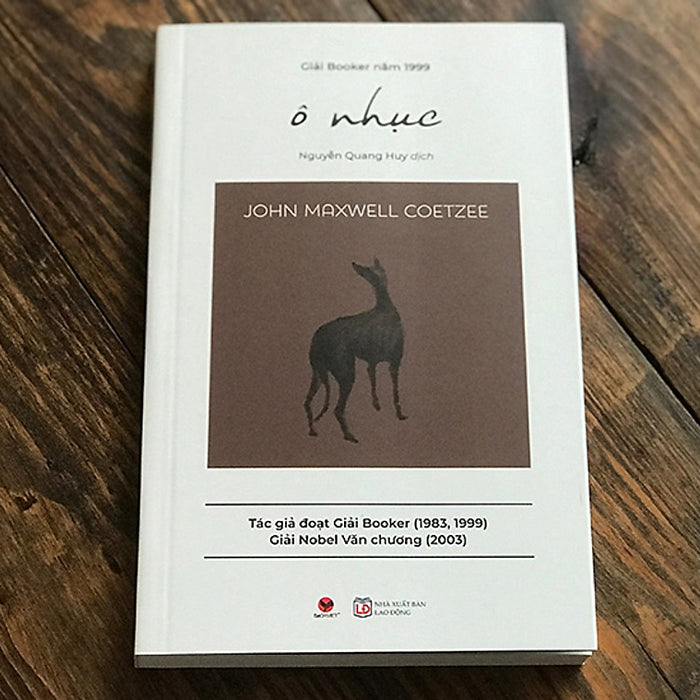 Giải Booker năm 1999
ô nhục
Nguyễn Quang Huy dịch
JOHN MAXWELL COETZEE
Tác giả đoạt Giải Booker (1983, 1999)
Giải Nobel Văn chương (2003)
NHÀ XUẤT BẢN
LAO ĐỘNG